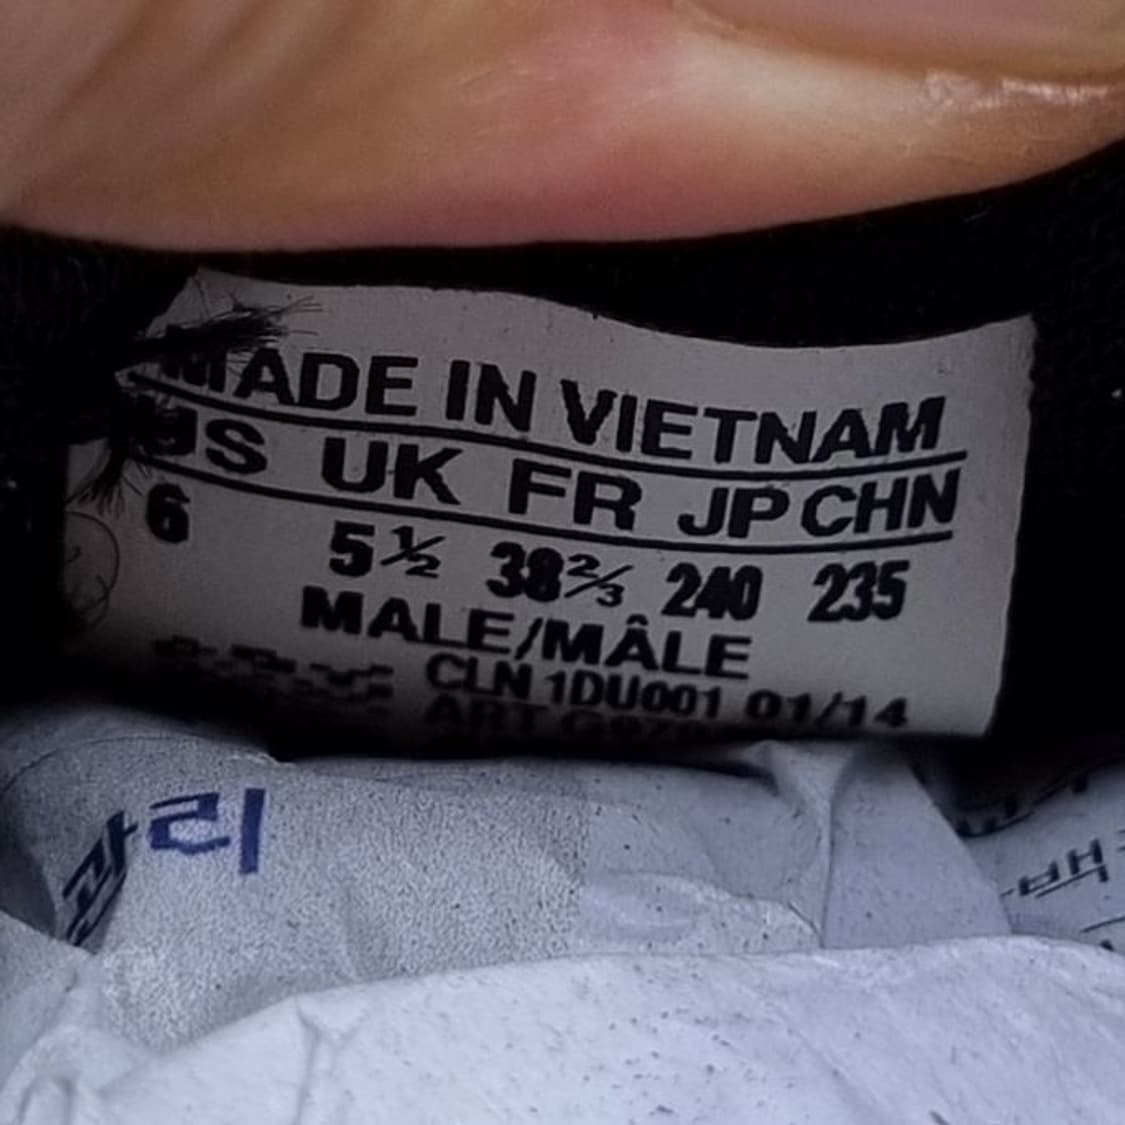 MADE IN VIETNAM
US UK FR JP CHN
6 5½ 38⅔ 240 235
MALE/MÂLE
CLN 1DU001 01/14
ART
관리